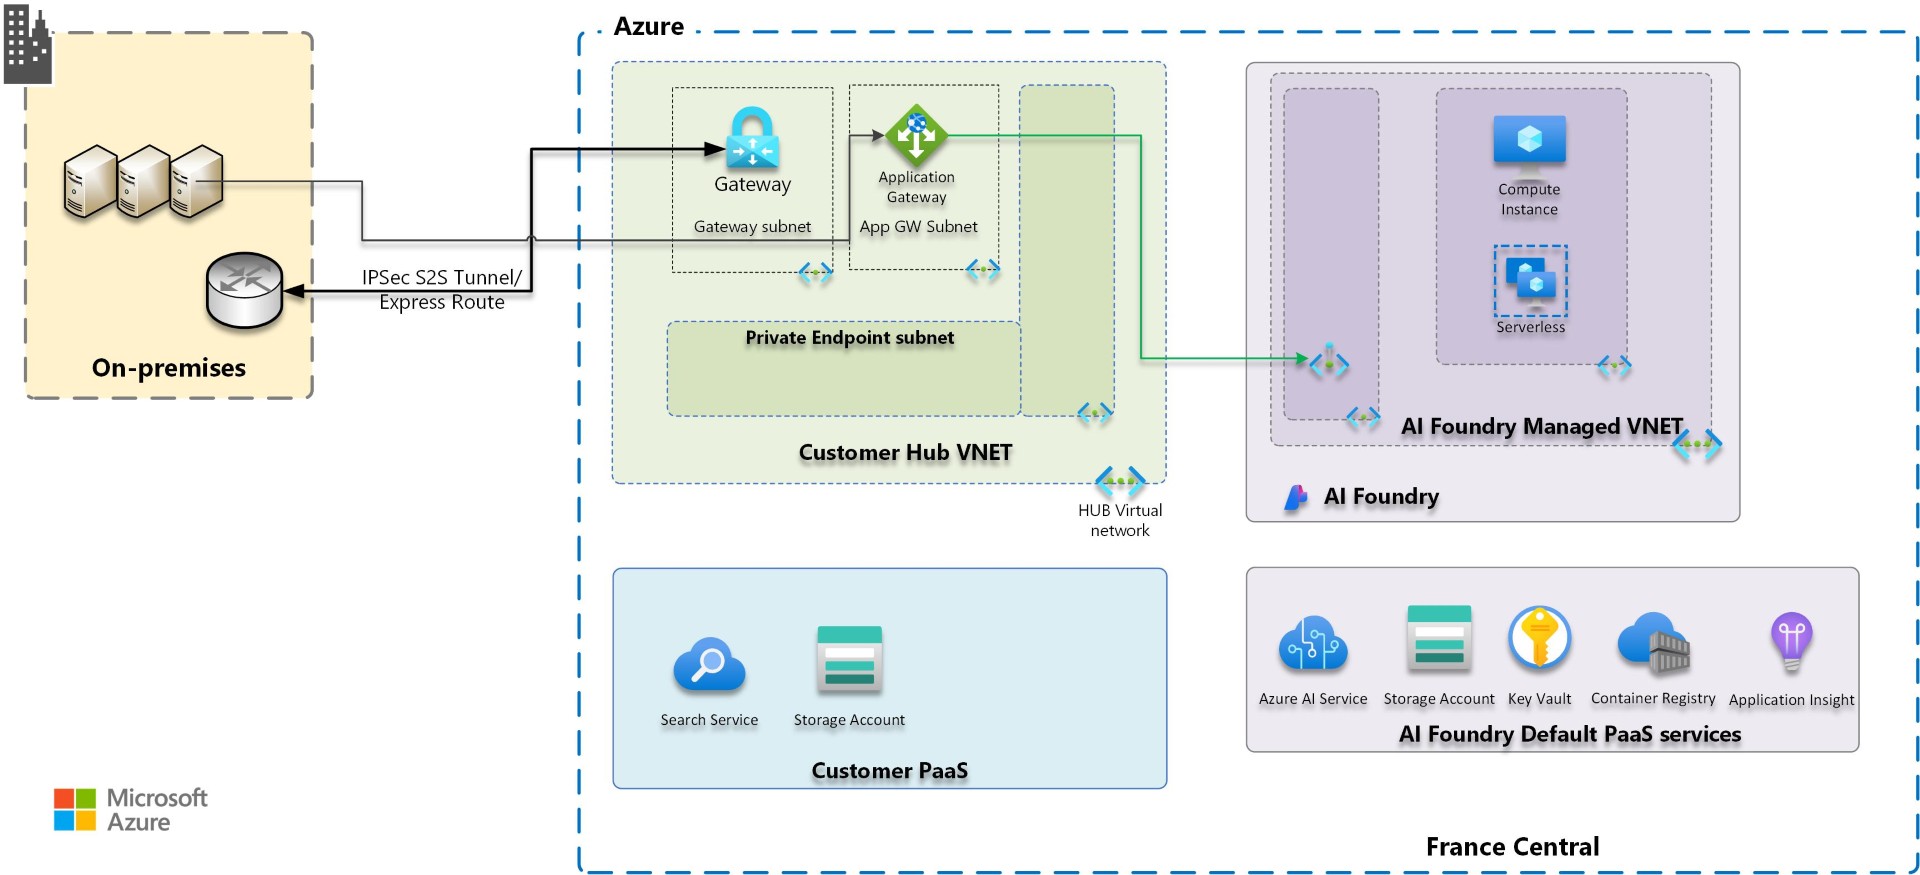 Azure
Gateway
Gateway subnet
Application
Gateway
App GW Subnet
Compute
Instance
Serverless
IPSec S2S Tunnel/
Express Route
On-premises
Private Endpoint subnet
Customer Hub VNET
HUB Virtual
network
AI Foundry Managed VNET
AI Foundry
Search Service
Storage Account
Customer PaaS
Azure AI Service
Storage Account
Key Vault
Container Registry
Application Insight
AI Foundry Default PaaS services
Microsoft
Azure
France Central